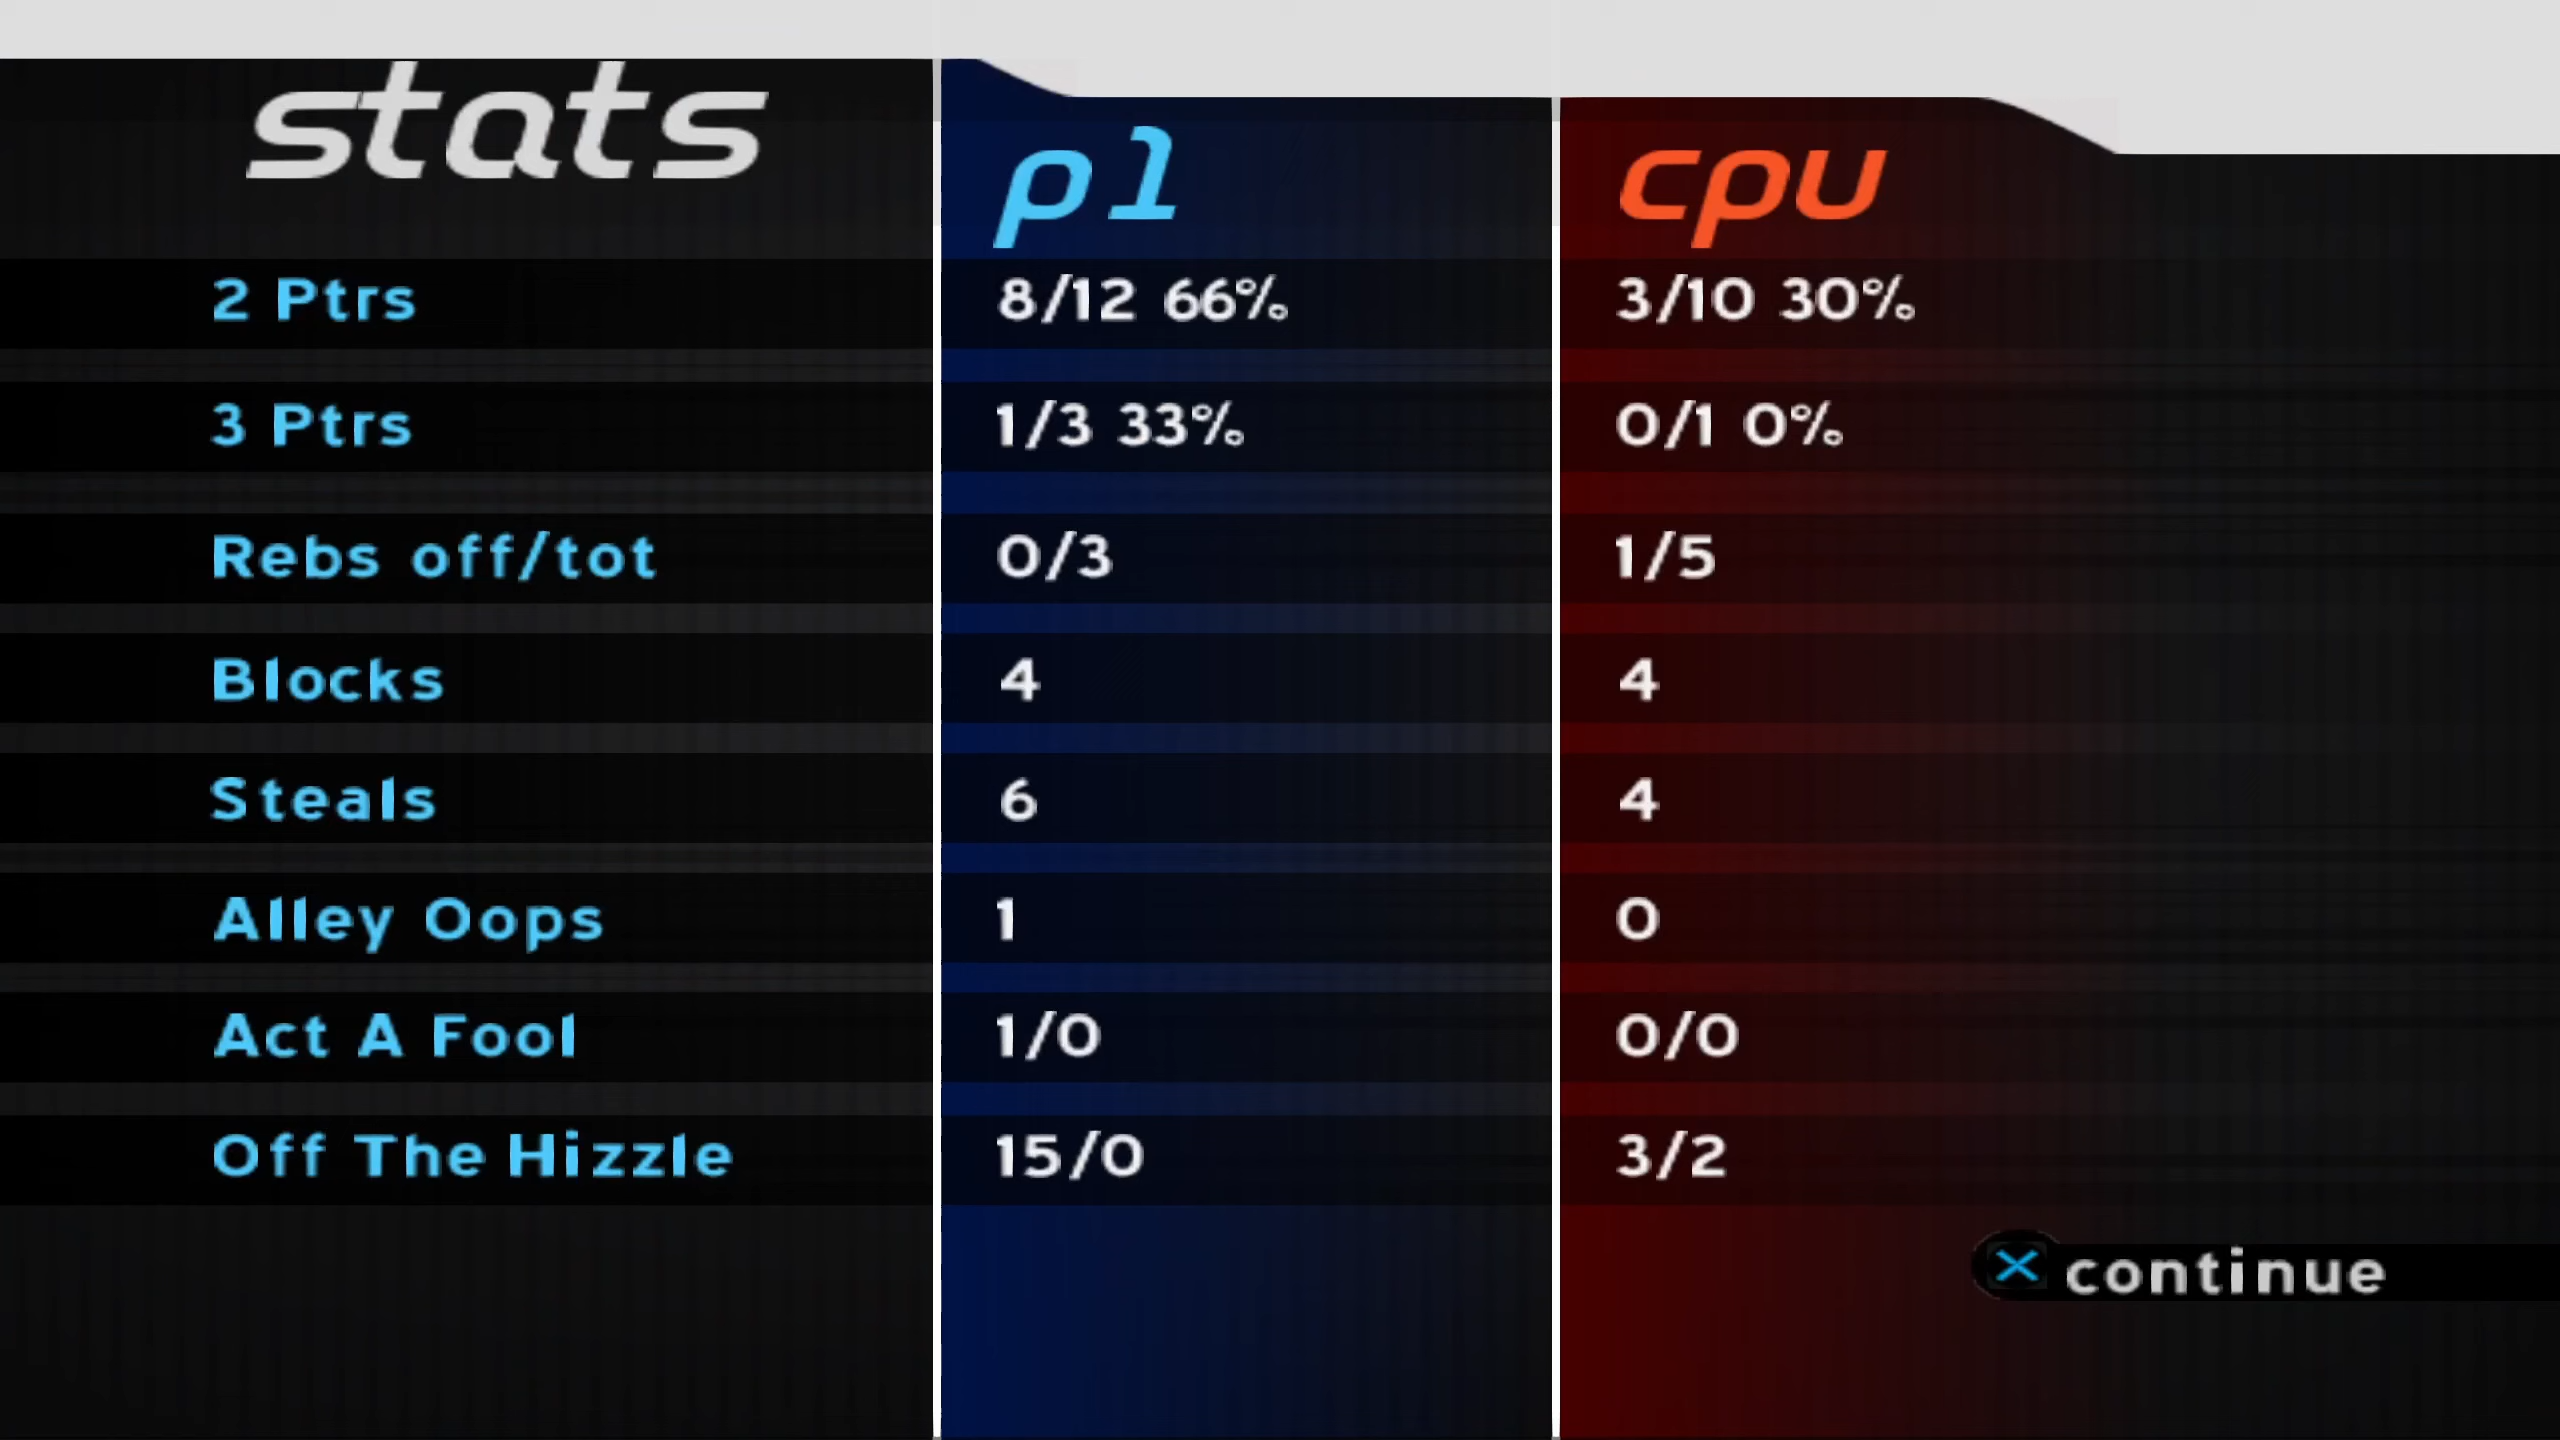 stats p1 cpu
2 Ptrs 8/12 66% 3/10 30%
3 Ptrs 1/3 33% 0/1 0%
Rebs off/tot 0/3 1/5
Blocks 4 4
Steals 6 4
Alley Oops 1 0
Act A Fool 1/0 0/0
Off The Hizzle 15/0 3/2
continue